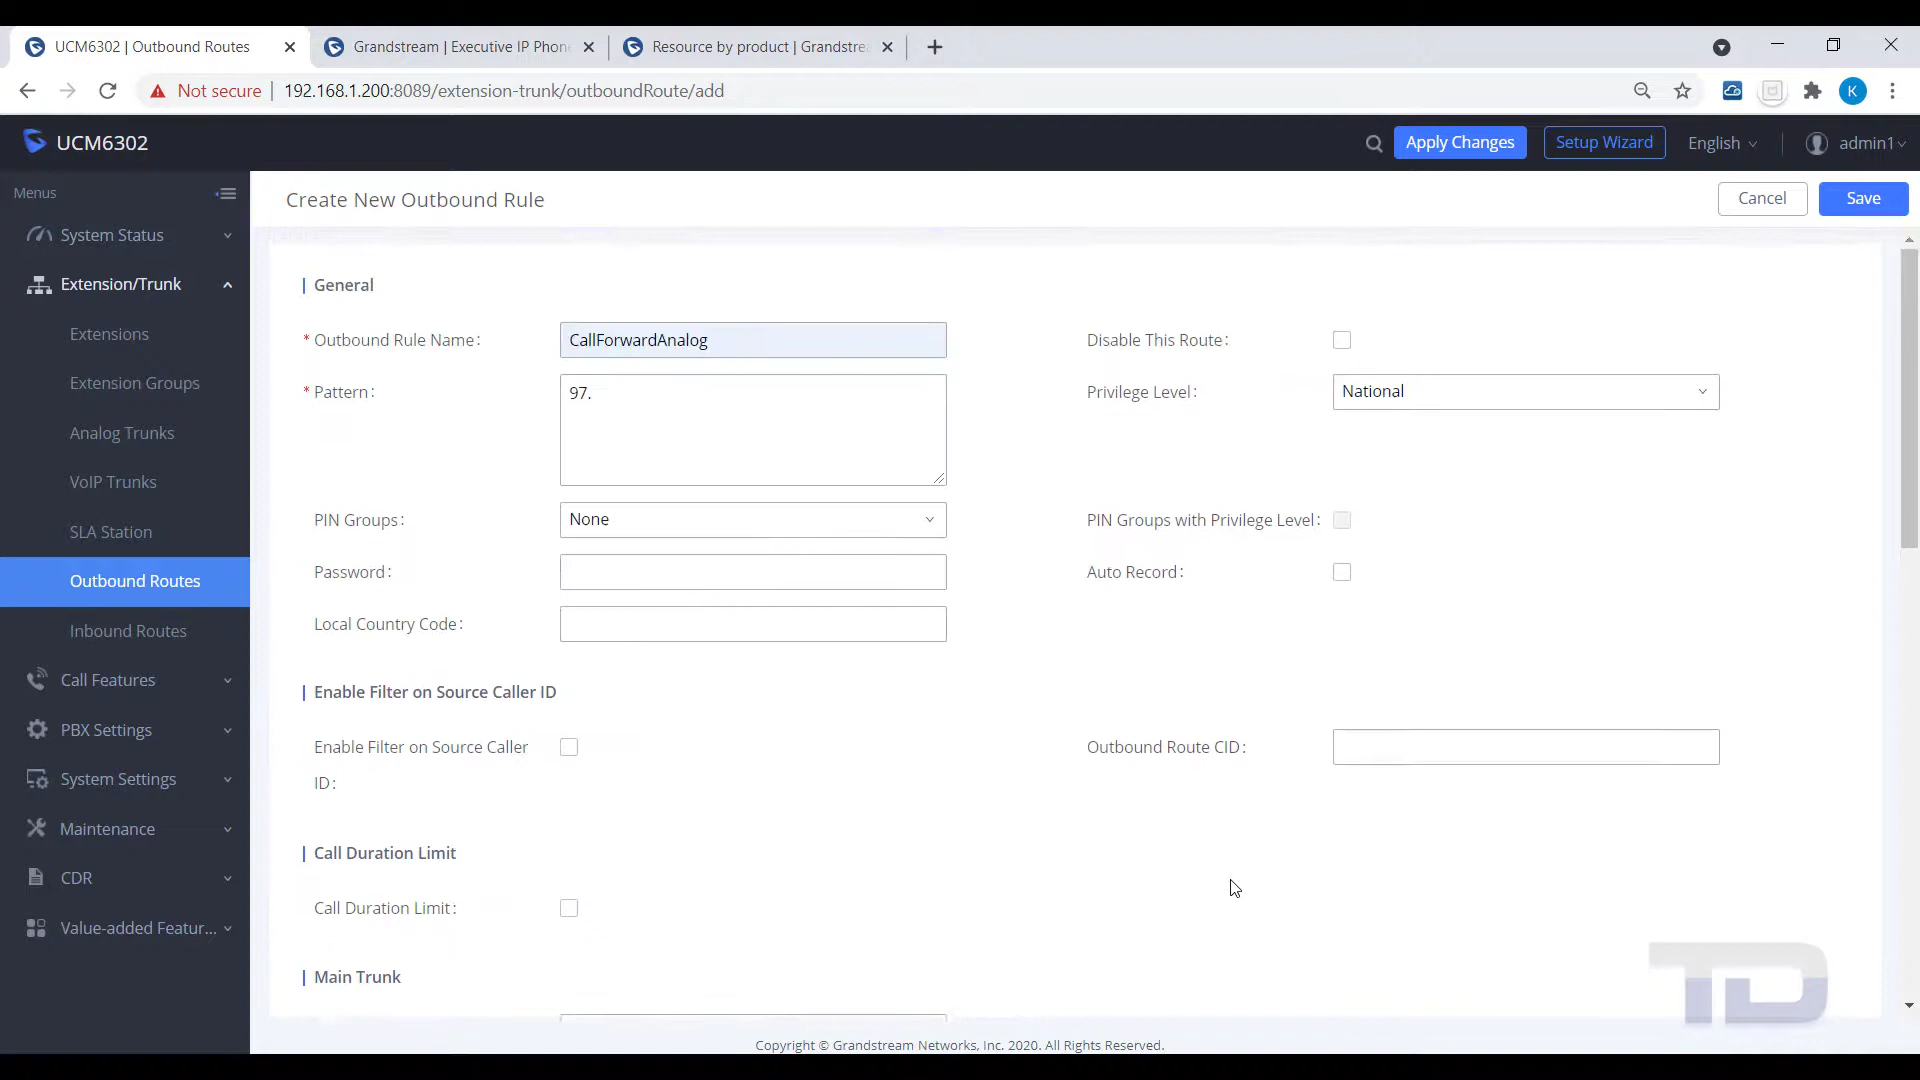 UCM6302 | Outbound Routes
Grandstream | Executive IP Phon
Resource by product | Grandstre
Not secure
192.168.1.200:8089/extension-trunk/outboundRoute/add
K
UCM6302
Apply Changes
Setup Wizard
English
admin1
Menus
System Status
Extension/Trunk
Extensions
Extension Groups
Analog Trunks
VoIP Trunks
SLA Station
Outbound Routes
Inbound Routes
Call Features
PBX Settings
System Settings
Maintenance
CDR
Value-added Featur...
Create New Outbound Rule
Cancel
Save
General
* Outbound Rule Name:
CallForwardAnalog
Disable This Route:
* Pattern:
97.
Privilege Level:
National
PIN Groups:
None
PIN Groups with Privilege Level:
Password:
Auto Record:
Local Country Code:
Enable Filter on Source Caller ID
Enable Filter on Source Caller
ID:
Outbound Route CID:
Call Duration Limit
Call Duration Limit:
Main Trunk
TD
Copyright © Grandstream Networks, Inc. 2020. All Rights Reserved.